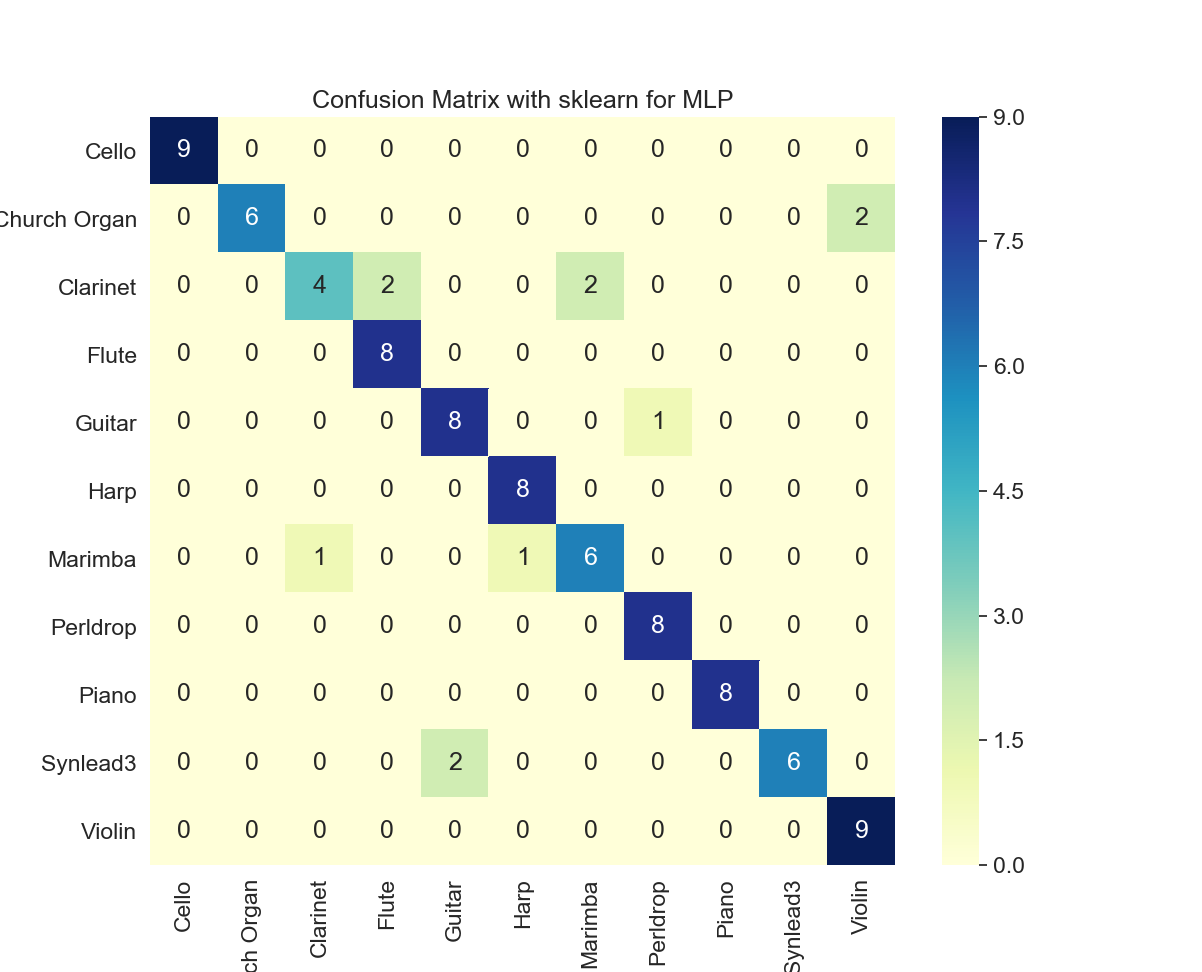 Confusion Matrix with sklearn for MLP
Cello 9 0 0 0 0 0 0 0 0 0 0
Church Organ 0 6 0 0 0 0 0 0 0 0 2
Clarinet 0 0 4 2 0 0 2 0 0 0 0
Flute 0 0 0 8 0 0 0 0 0 0 0
Guitar 0 0 0 0 8 0 0 1 0 0 0
Harp 0 0 0 0 0 8 0 0 0 0 0
Marimba 0 0 1 0 0 1 6 0 0 0 0
Perldrop 0 0 0 0 0 0 0 8 0 0 0
Piano 0 0 0 0 0 0 0 0 8 0 0
Synlead3 0 0 0 0 2 0 0 0 0 6 0
Violin 0 0 0 0 0 0 0 0 0 0 9
Cello
ch Organ
Clarinet
Flute
Guitar
Harp
Marimba
Perldrop
Piano
Synlead3
Violin
9.0
7.5
6.0
4.5
3.0
1.5
0.0